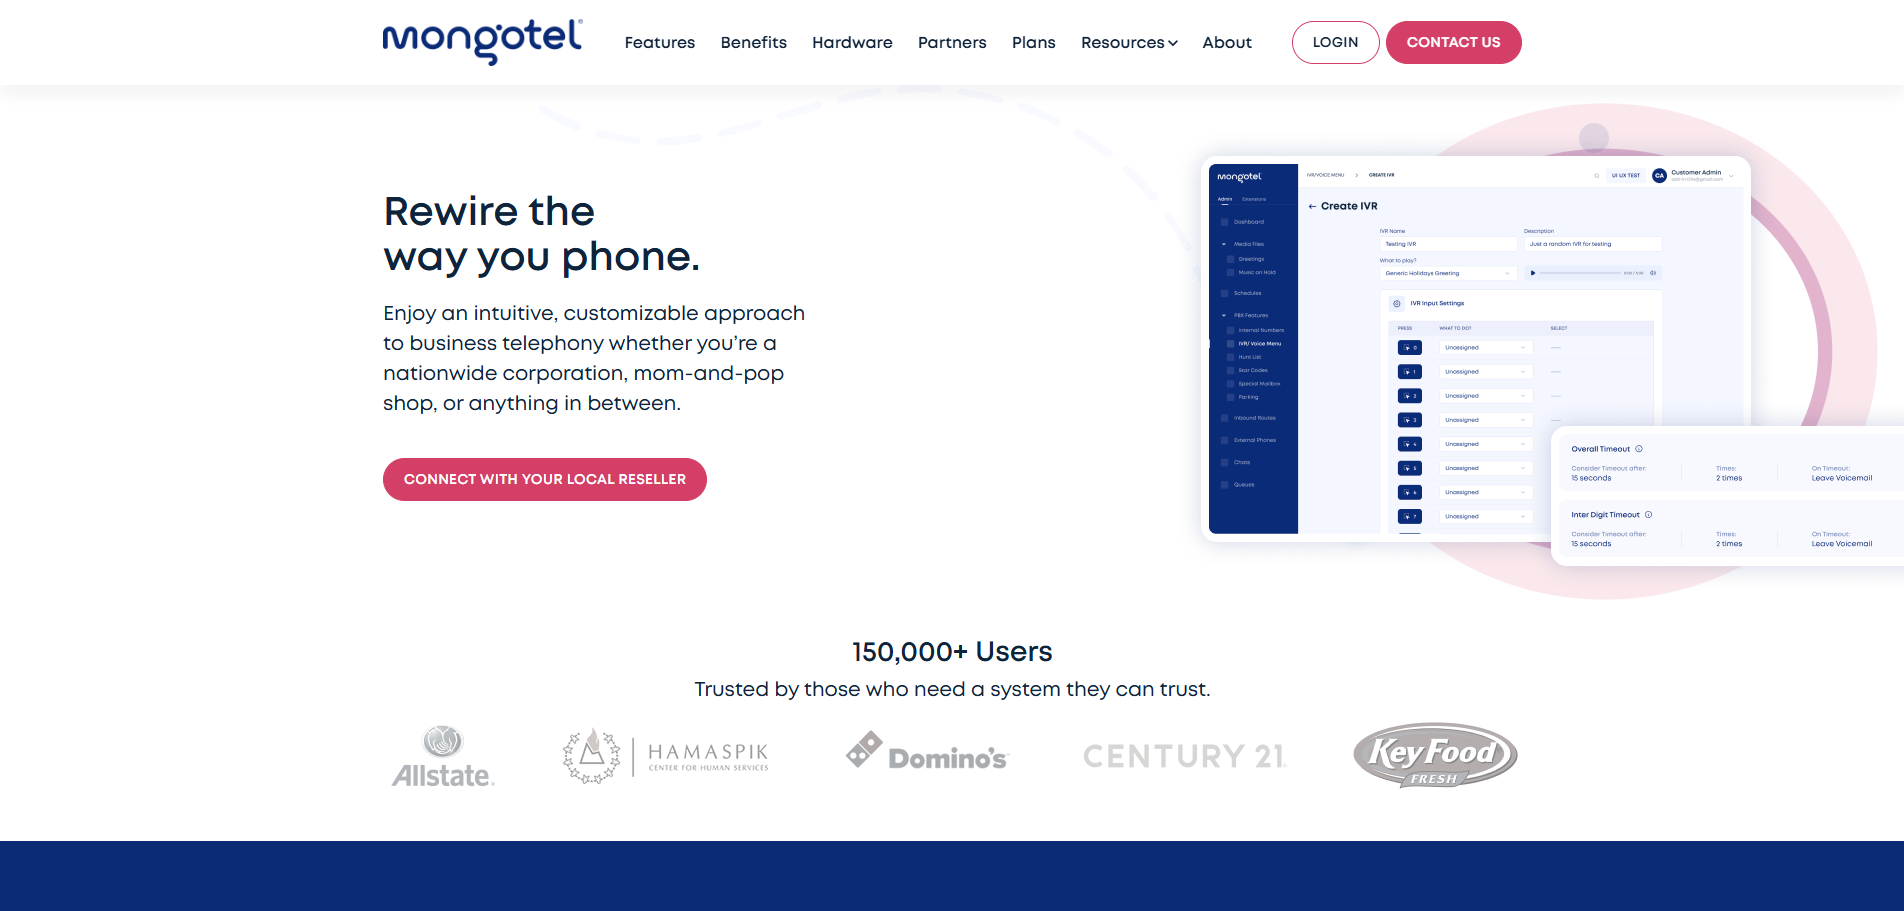 mongotel®
Features Benefits Hardware Partners Plans Resources About LOGIN CONTACT US
Rewire the
way you phone.
Enjoy an intuitive, customizable approach
to business telephony whether you’re a
nationwide corporation, mom-and-pop
shop, or anything in between.
CONNECT WITH YOUR LOCAL RESELLER
mongotel
Admin Extensions
Dashboard
Media Files
Greetings
Music on Hold
Schedules
PBX Features
Internal Numbers
IVR/ Voice Menu
Hunt List
Star Codes
Special Mailbox
Parking
Inbound Routes
External Phones
Chats
Queues
IVR/VOICE MENU > CREATE IVR
UI UX TEST CA Customer Admin
← Create IVR
IVR Name Description
Testing IVR Just a random IVR for testing
What to play?
Generic Holidays Greeting
IVR Input Settings
PRESS WHAT TO DO? SELECT
0 Unassigned ----
1 Unassigned ----
2 Unassigned ----
3 Unassigned ----
4 Unassigned
5 Unassigned
6 Unassigned
7 Unassigned
Overall Timeout
Consider Timeout after: Times: On Timeout:
15 seconds 2 times Leave Voicemail
Inter Digit Timeout
Consider Timeout after: Times: On Timeout:
15 seconds 2 times Leave Voicemail
150,000+ Users
Trusted by those who need a system they can trust.
Allstate.
HAMASPIK
CENTER FOR HUMAN SERVICES
Domino's
CENTURY 21.
Key Food
FRESH